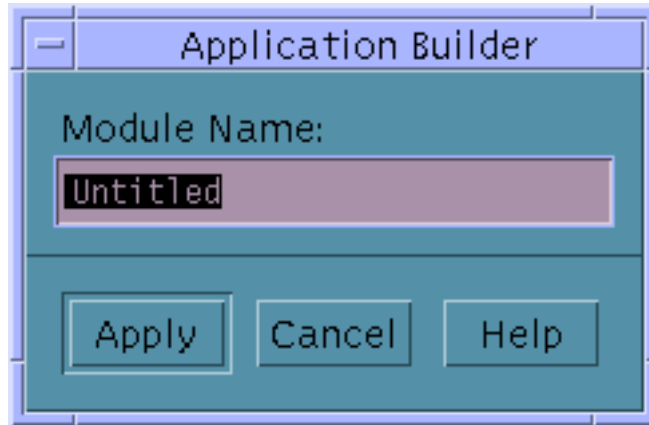 Application Builder
Module Name:
Untitled
Apply Cancel Help